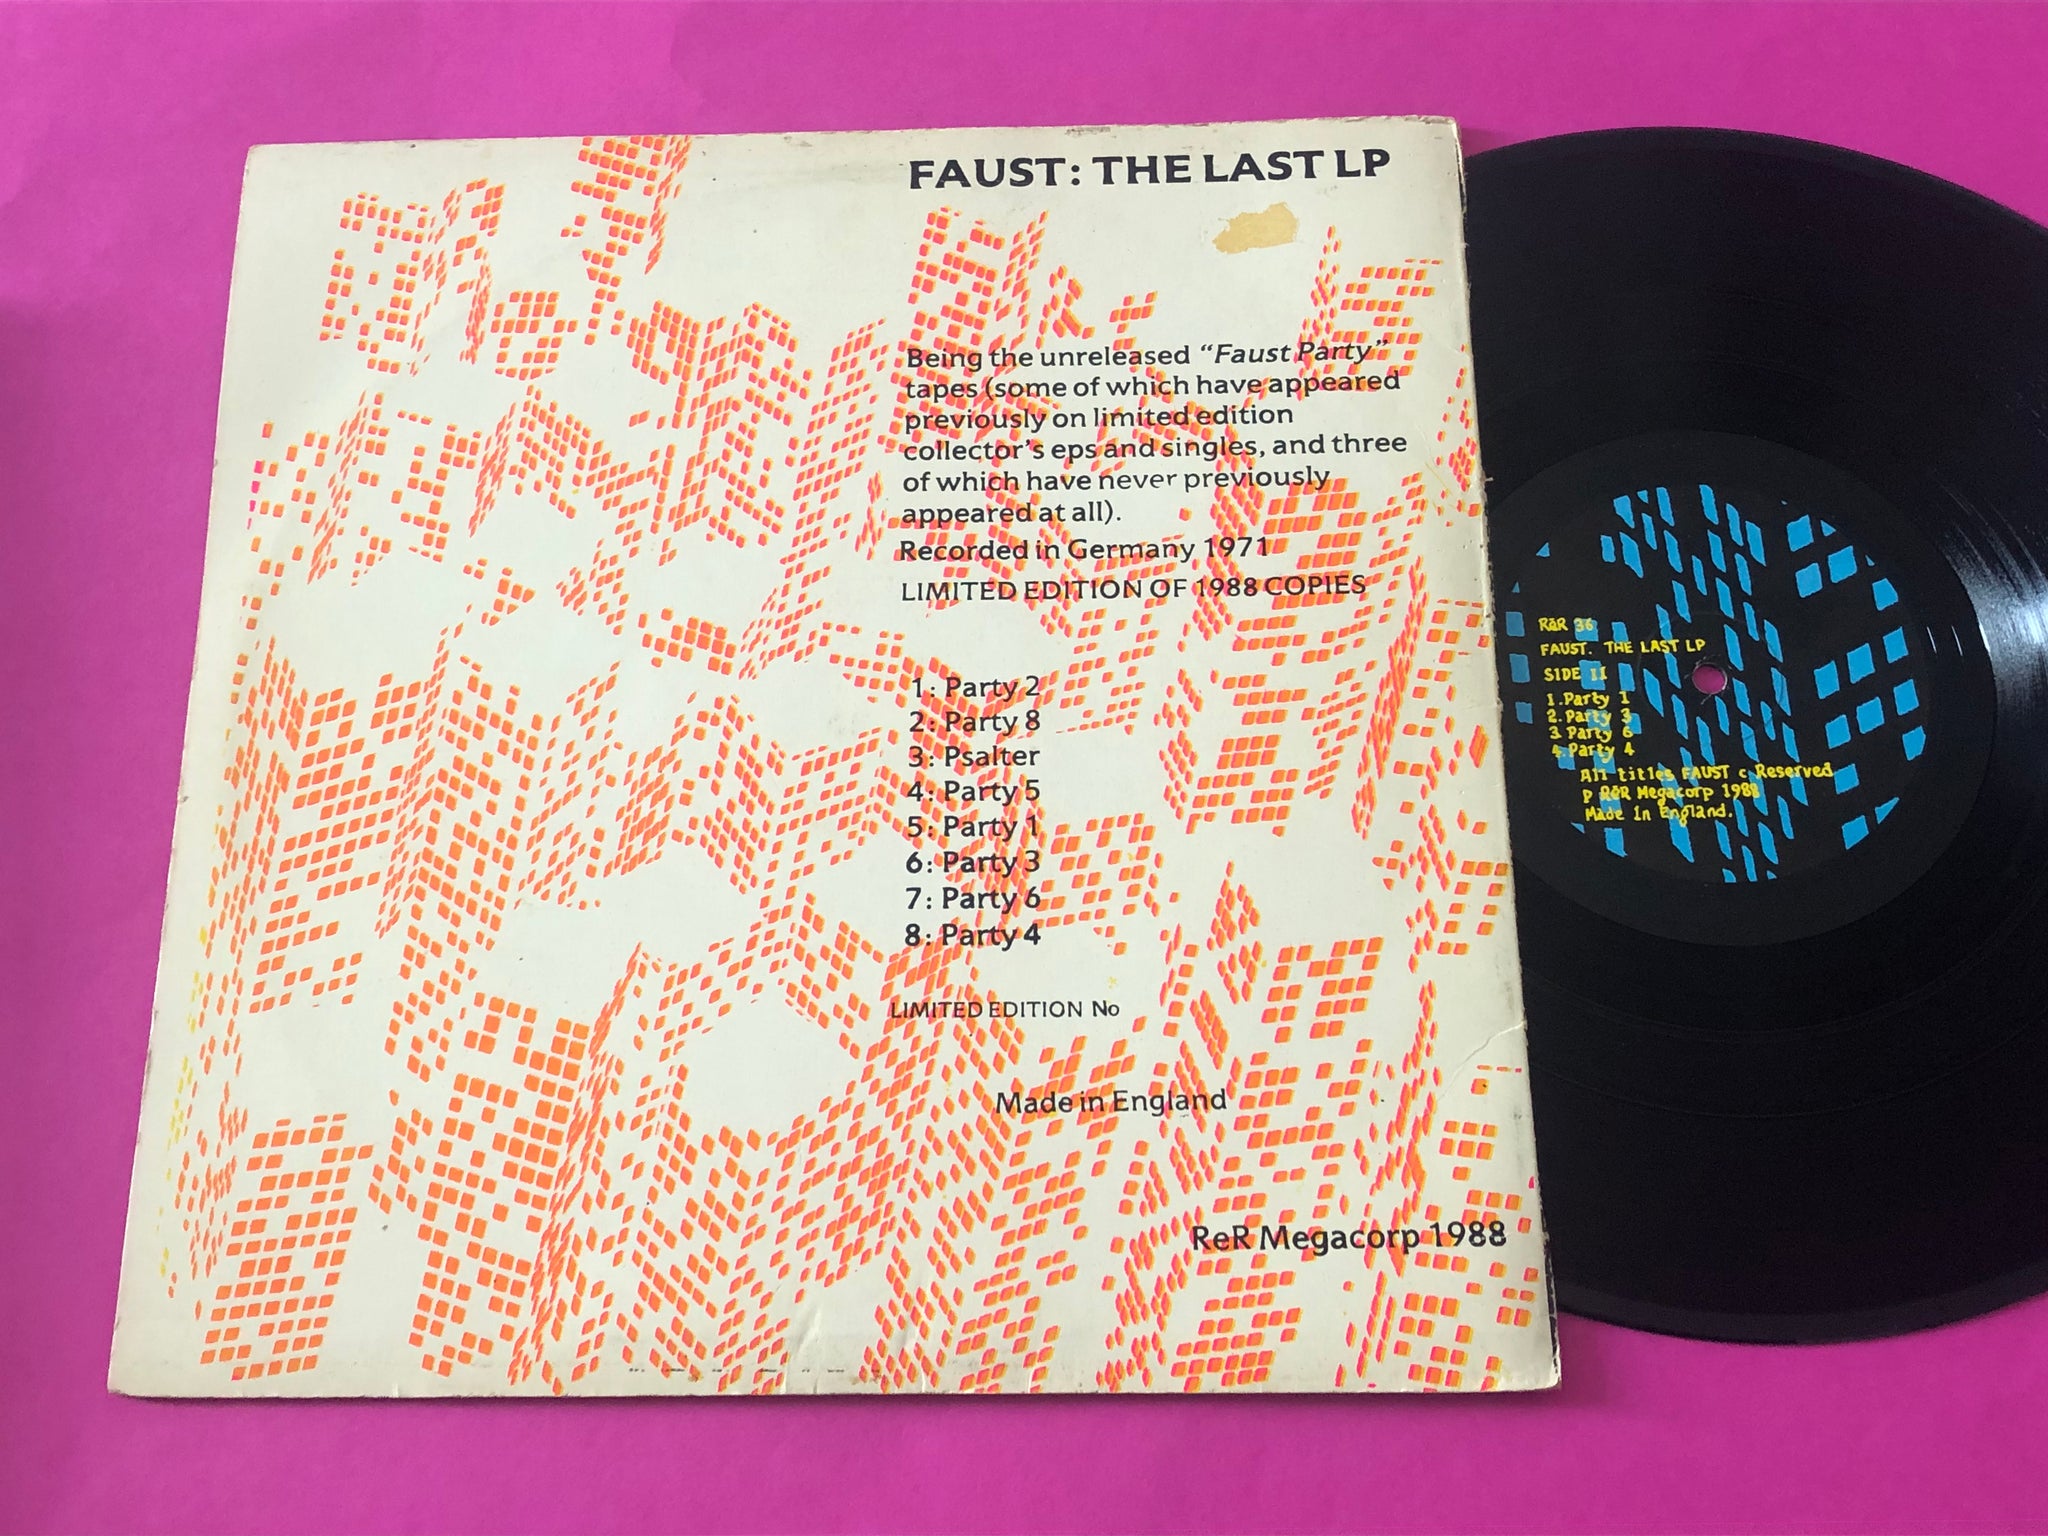 FAUST: THE LAST LP
Being the unreleased “Faust Party”
tapes (some of which have appeared
previously on limited edition
collector’s eps and singles, and three
of which have never previously
appeared at all).
Recorded in Germany 1971
LIMITED EDITION OF 1988 COPIES
1: Party 2
2: Party 8
3: Psalter
4: Party 5
5: Party 1
6: Party 3
7: Party 6
8: Party 4
LIMITED EDITION No
Made in England
ReR Megacorp 1988
ReR 36
FAUST. THE LAST LP
SIDE II
1.Party 1
2.Party 3
3.Party 6
4.Party 4
All titles FAUST c Reserved
p ReR Megacorp 1988
Made In England.